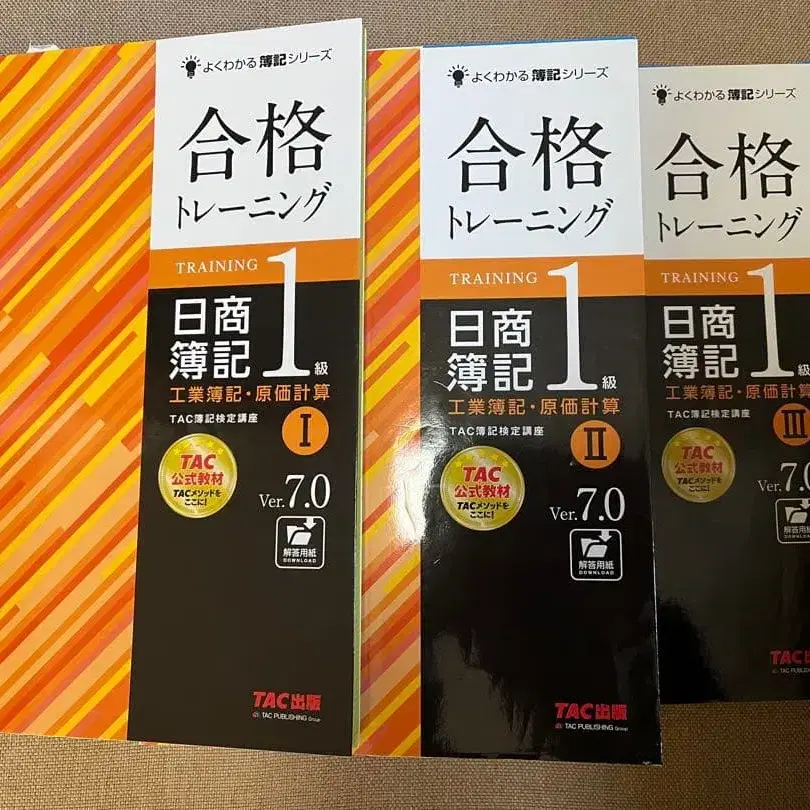 よくわかる簿記シリーズ
合格
トレーニング
TRAINING
日商
簿記
1級
工業簿記・原価計算
TAC簿記検定講座
I
TAC
公式教材
TACメソッドを
ここに!
Ver.7.0
解答用紙
DOWNLOAD
TAC出版
TAC PUBLISHING Group
よくわかる簿記シリーズ
合格
トレーニング
TRAINING
日商
簿記
1級
工業簿記・原価計算
TAC簿記検定講座
II
TAC
公式教材
TACメソッドを
ここに!
Ver.7.0
解答用紙
DOWNLOAD
TAC出版
TAC PUBLISHING Group
よくわかる簿記シリーズ
合格
トレーニング
TRAINING
日商
簿記
1級
工業簿記・原価計算
TAC簿記検定講座
III
TAC
公式教材
TACメソッドを
ここに!
Ver.7.0
解答用紙
DOWNLOAD
TAC出
TAC PUBLISHING